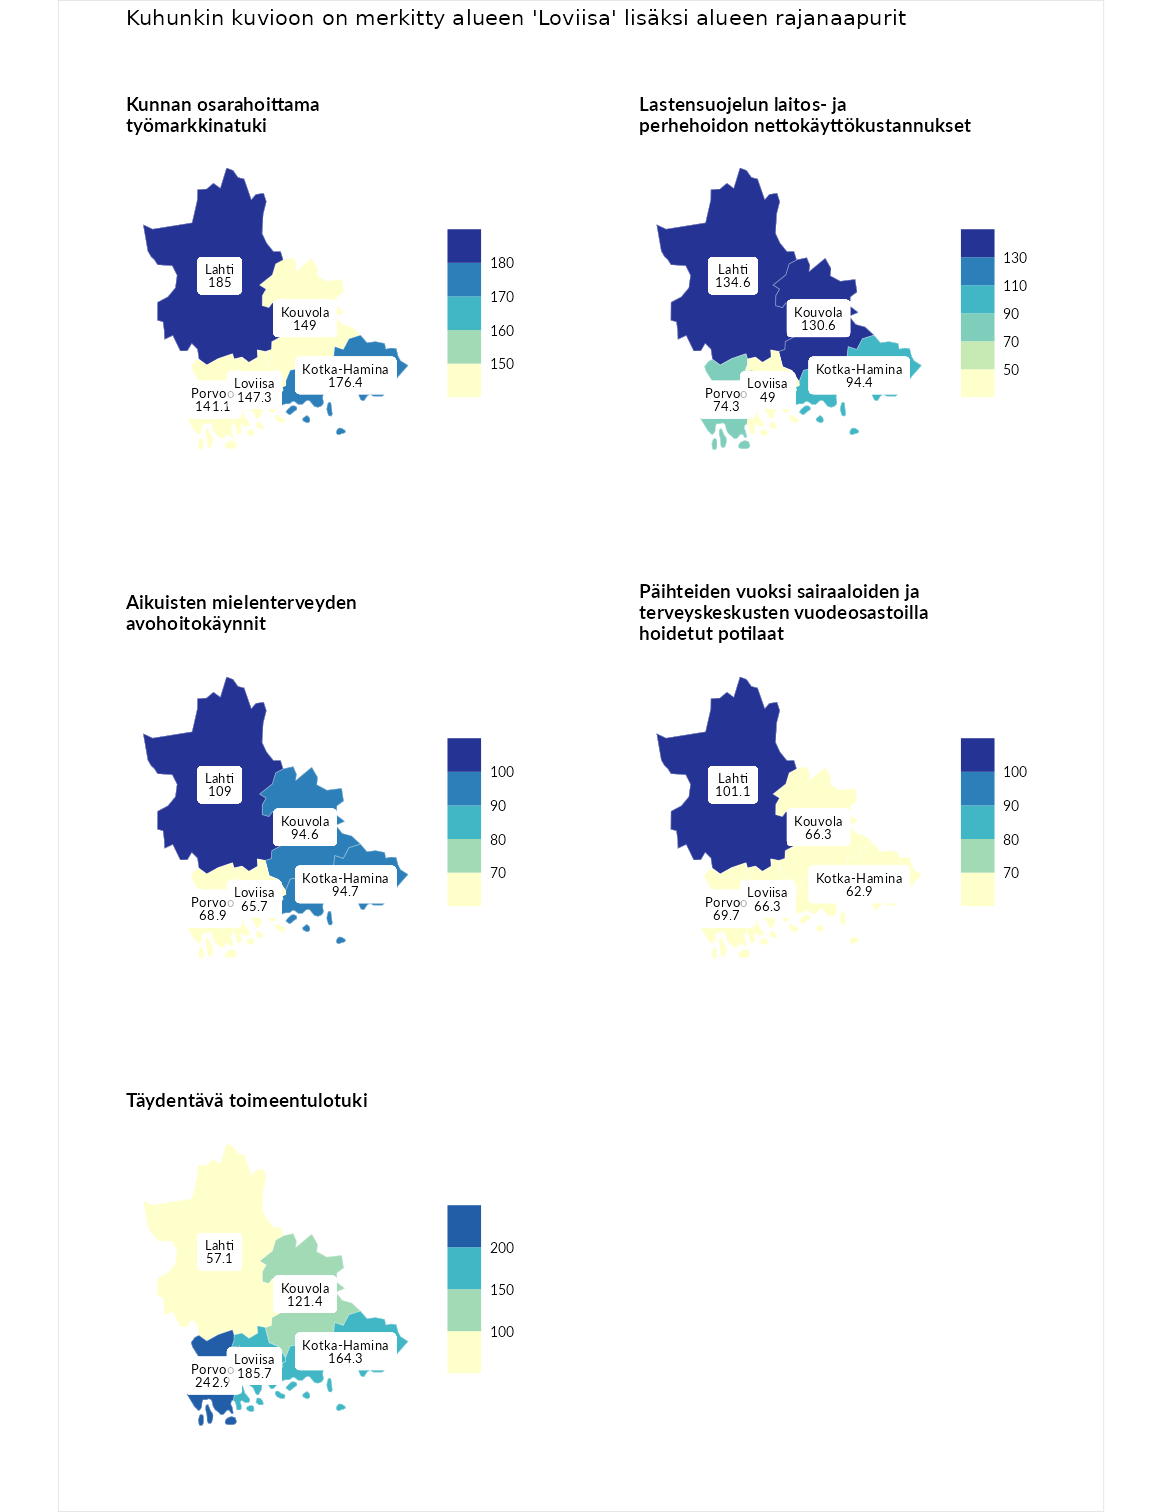 Kuhunkin kuvioon on merkitty alueen 'Loviisa' lisäksi alueen rajanaapurit
Kunnan osarahoittama
työmarkkinatuki
Lahti
185
Kouvola
149
Kotka-Hamina
176.4
Loviisa
147.3
Porvoo
141.1
180
170
160
150
Lastensuojelun laitos- ja
perhehoidon nettokäyttökustannukset
Lahti
134.6
Kouvola
130.6
Kotka-Hamina
94.4
Loviisa
49
Porvoo
74.3
130
110
90
70
50
Aikuisten mielenterveyden
avohoitokäynnit
Lahti
109
Kouvola
94.6
Kotka-Hamina
94.7
Loviisa
65.7
Porvoo
68.9
100
90
80
70
Päihteiden vuoksi sairaaloiden ja
terveyskeskusten vuodeosastoilla
hoidetut potilaat
Lahti
101.1
Kouvola
66.3
Kotka-Hamina
62.9
Loviisa
66.3
Porvoo
69.7
100
90
80
70
Täydentävä toimeentulotuki
Lahti
57.1
Kouvola
121.4
Kotka-Hamina
164.3
Loviisa
185.7
Porvoo
242.9
200
150
100